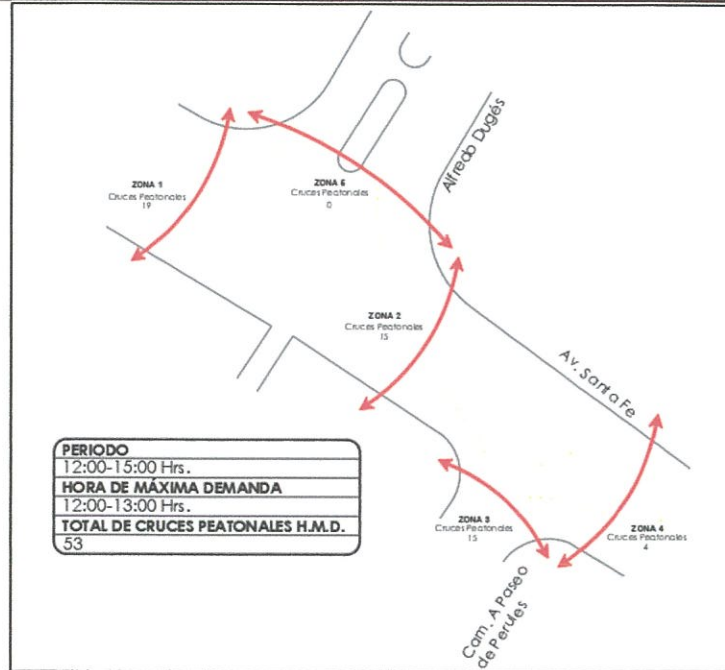 Alfredo Dugés
ZONA 1
Cruces Peatonales
19
ZONA 5
Cruces Peatonales
0
ZONA 2
Cruces Peatonales
15
Av. Santa Fe
PERIODO
12:00-15:00 Hrs.
HORA DE MÁXIMA DEMANDA
12:00-13:00 Hrs.
TOTAL DE CRUCES PEATONALES H.M.D.
53
ZONA 3
Cruces Peatonales
15
ZONA 4
Cruces Peatonales
4
Cam. A Paseo
de Perules